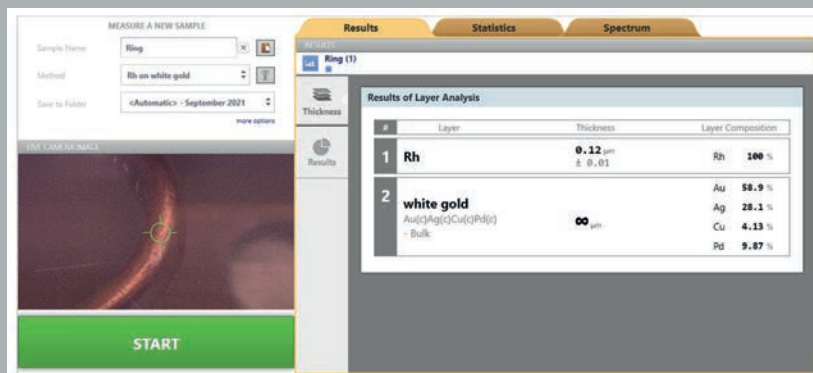 MEASURE A NEW SAMPLE
Sample Name
Ring
Method
Rh on white gold
Save to Folder
<Automatic> - September 2021
more options
LIVE CAMERA IMAGE
START
Results
Statistics
Spectrum
RESULTS
Ring (1)
Thickness
Results
Results of Layer Analysis
# Layer Thickness Layer Composition
1 Rh 0.12 µm Rh 100 %
± 0.01
2 white gold ∞ µm
Au(c)Ag(c)Cu(c)Pd(c)
- Bulk
Au 58.9 %
Ag 28.1 %
Cu 4.13 %
Pd 9.87 %